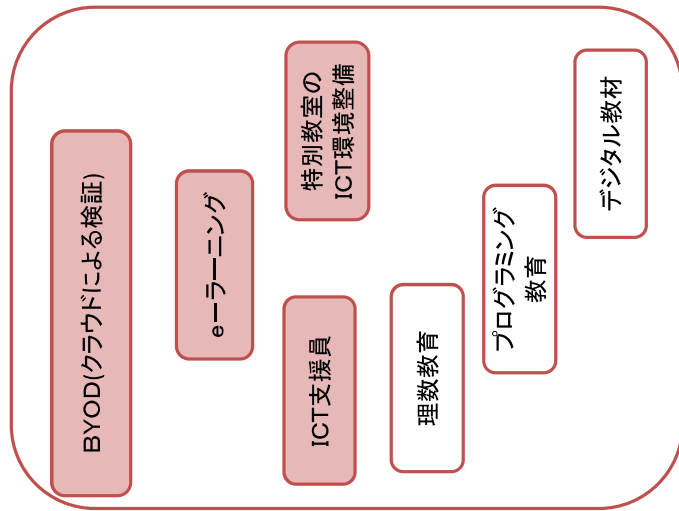 BYOD(クラウドによる検証)
eーラーニング
特別教室の
ICT環境整備
ICT支援員
理数教育
プログラミング
教育
デジタル教材